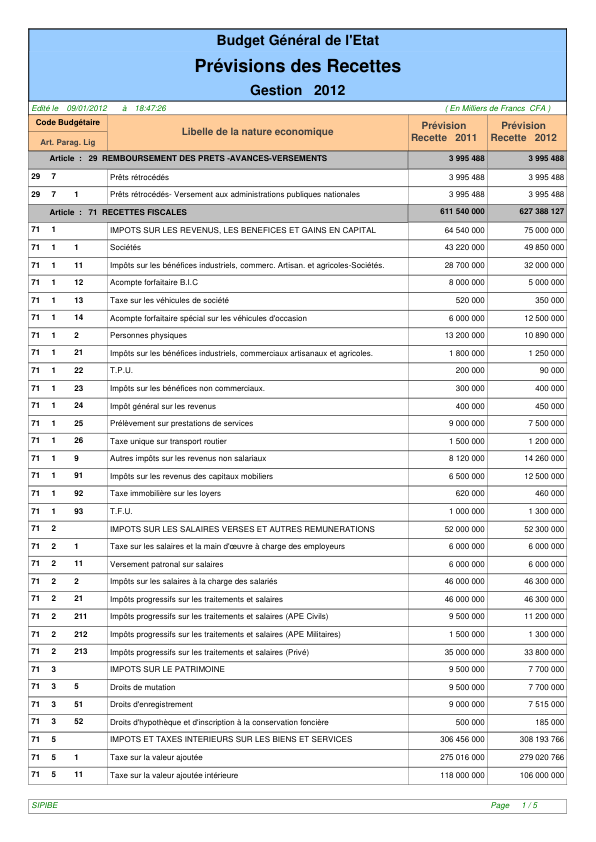 Budget Général de l'Etat
Prévisions des Recettes
Gestion 2012
Edité le 09/01/2012 à 18:47:26 ( En Milliers de Francs CFA )
Code Budgétaire
Art. Parag. Lig
Libelle de la nature economique
Prévision Recette 2011
Prévision Recette 2012
Article : 29 REMBOURSEMENT DES PRETS -AVANCES-VERSEMENTS 3 995 488 3 995 488
29 7 Prêts rétrocédés 3 995 488 3 995 488
29 7 1 Prêts rétrocédés- Versement aux administrations publiques nationales 3 995 488 3 995 488
Article : 71 RECETTES FISCALES 611 540 000 627 388 127
71 1 IMPOTS SUR LES REVENUS, LES BENEFICES ET GAINS EN CAPITAL 64 540 000 75 000 000
71 1 1 Sociétés 43 220 000 49 850 000
71 1 11 Impôts sur les bénéfices industriels, commerc. Artisan. et agricoles-Sociétés. 28 700 000 32 000 000
71 1 12 Acompte forfaitaire B.I.C 8 000 000 5 000 000
71 1 13 Taxe sur les véhicules de société 520 000 350 000
71 1 14 Acompte forfaitaire spécial sur les véhicules d'occasion 6 000 000 12 500 000
71 1 2 Personnes physiques 13 200 000 10 890 000
71 1 21 Impôts sur les bénéfices industriels, commerciaux artisanaux et agricoles. 1 800 000 1 250 000
71 1 22 T.P.U. 200 000 90 000
71 1 23 Impôts sur les bénéfices non commerciaux. 300 000 400 000
71 1 24 Impôt général sur les revenus 400 000 450 000
71 1 25 Prélèvement sur prestations de services 9 000 000 7 500 000
71 1 26 Taxe unique sur transport routier 1 500 000 1 200 000
71 1 9 Autres impôts sur les revenus non salariaux 8 120 000 14 260 000
71 1 91 Impôts sur les revenus des capitaux mobiliers 6 500 000 12 500 000
71 1 92 Taxe immobilière sur les loyers 620 000 460 000
71 1 93 T.F.U. 1 000 000 1 300 000
71 2 IMPOTS SUR LES SALAIRES VERSES ET AUTRES REMUNERATIONS 52 000 000 52 300 000
71 2 1 Taxe sur les salaires et la main d'œuvre à charge des employeurs 6 000 000 6 000 000
71 2 11 Versement patronal sur salaires 6 000 000 6 000 000
71 2 2 Impôts sur les salaires à la charge des salariés 46 000 000 46 300 000
71 2 21 Impôts progressifs sur les traitements et salaires 46 000 000 46 300 000
71 2 211 Impôts progressifs sur les traitements et salaires (APE Civils) 9 500 000 11 200 000
71 2 212 Impôts progressifs sur les traitements et salaires (APE Militaires) 1 500 000 1 300 000
71 2 213 Impôts progressifs sur les traitements et salaires (Privé) 35 000 000 33 800 000
71 3 IMPOTS SUR LE PATRIMOINE 9 500 000 7 700 000
71 3 5 Droits de mutation 9 500 000 7 700 000
71 3 51 Droits d'enregistrement 9 000 000 7 515 000
71 3 52 Droits d'hypothèque et d'inscription à la conservation foncière 500 000 185 000
71 5 IMPOTS ET TAXES INTERIEURS SUR LES BIENS ET SERVICES 306 456 000 308 193 766
71 5 1 Taxe sur la valeur ajoutée 275 016 000 279 020 766
71 5 11 Taxe sur la valeur ajoutée intérieure 118 000 000 106 000 000
SIPIBE Page 1 / 5